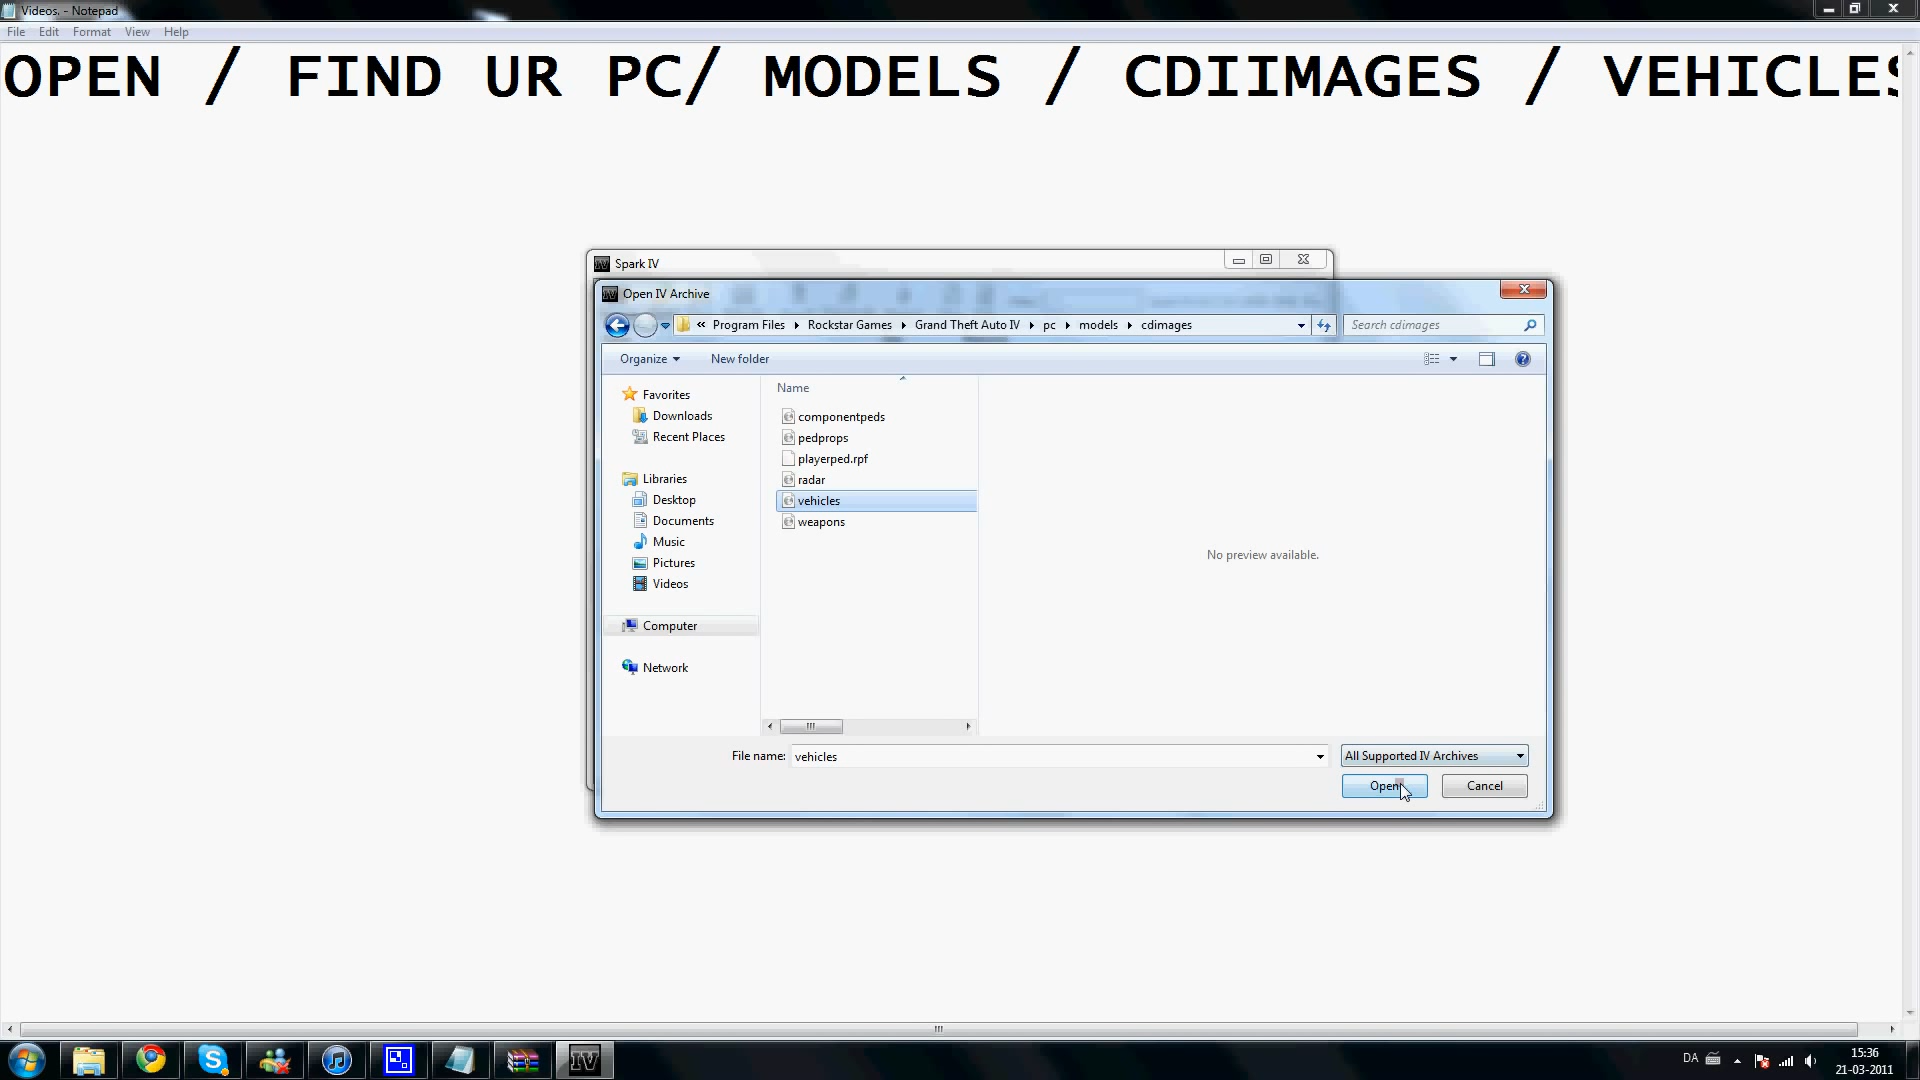 Videos. - Notepad
File Edit Format View Help
OPEN / FIND UR PC/ MODELS / CDIIMAGES / VEHICLES
Spark IV
Open IV Archive
« Program Files Rockstar Games Grand Theft Auto IV pc models cdimages
Search cdimages
Organize New folder
Name
Favorites
Downloads
Recent Places
Libraries
Desktop
Documents
Music
Pictures
Videos
Computer
Network
componentpeds
pedprops
playerped.rpf
radar
vehicles
weapons
No preview available.
File name: vehicles
All Supported IV Archives
Open Cancel
IV
DA
15:36
21-03-2011